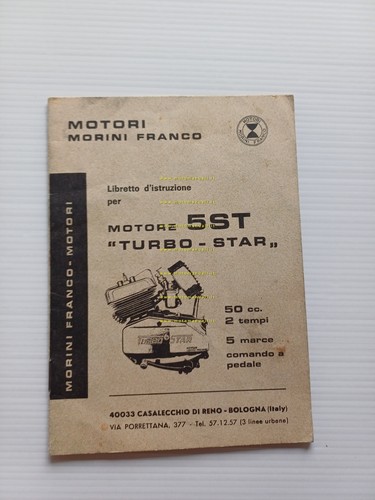 MOTORI
MORINI FRANCO
MOTORI
MORINI FRANCO - MOTORI
Libretto d'istruzione
per
MOTORE 5ST
"TURBO - STAR„
TURBO STAR
50 cc.
2 tempi
5 marce
comando a
pedale
40033 CASALECCHIO DI RENO - BOLOGNA (Italy)
VIA PORRETTANA, 377 - Tel. 57.12.57 (3 linee urbane)